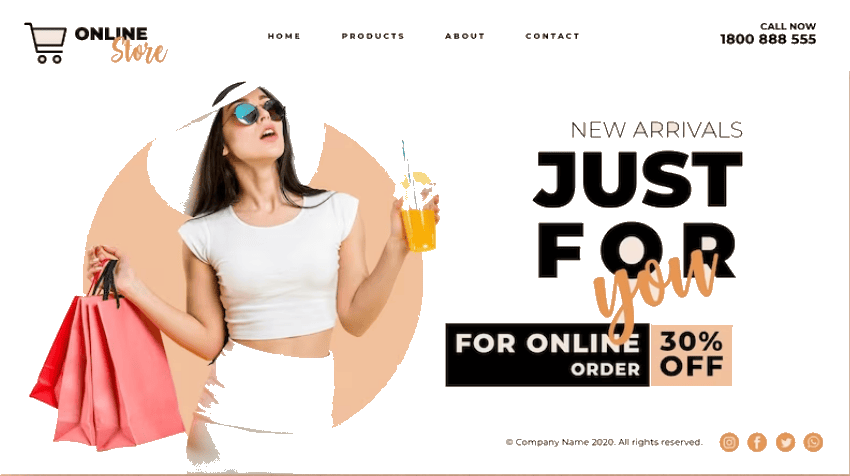 ONLINE
Store
HOME PRODUCTS ABOUT CONTACT
CALL NOW
1800 888 555
NEW ARRIVALS
JUST
FOR
you
FOR ONLINE
ORDER
30%
OFF
© Company Name 2020. All rights reserved.